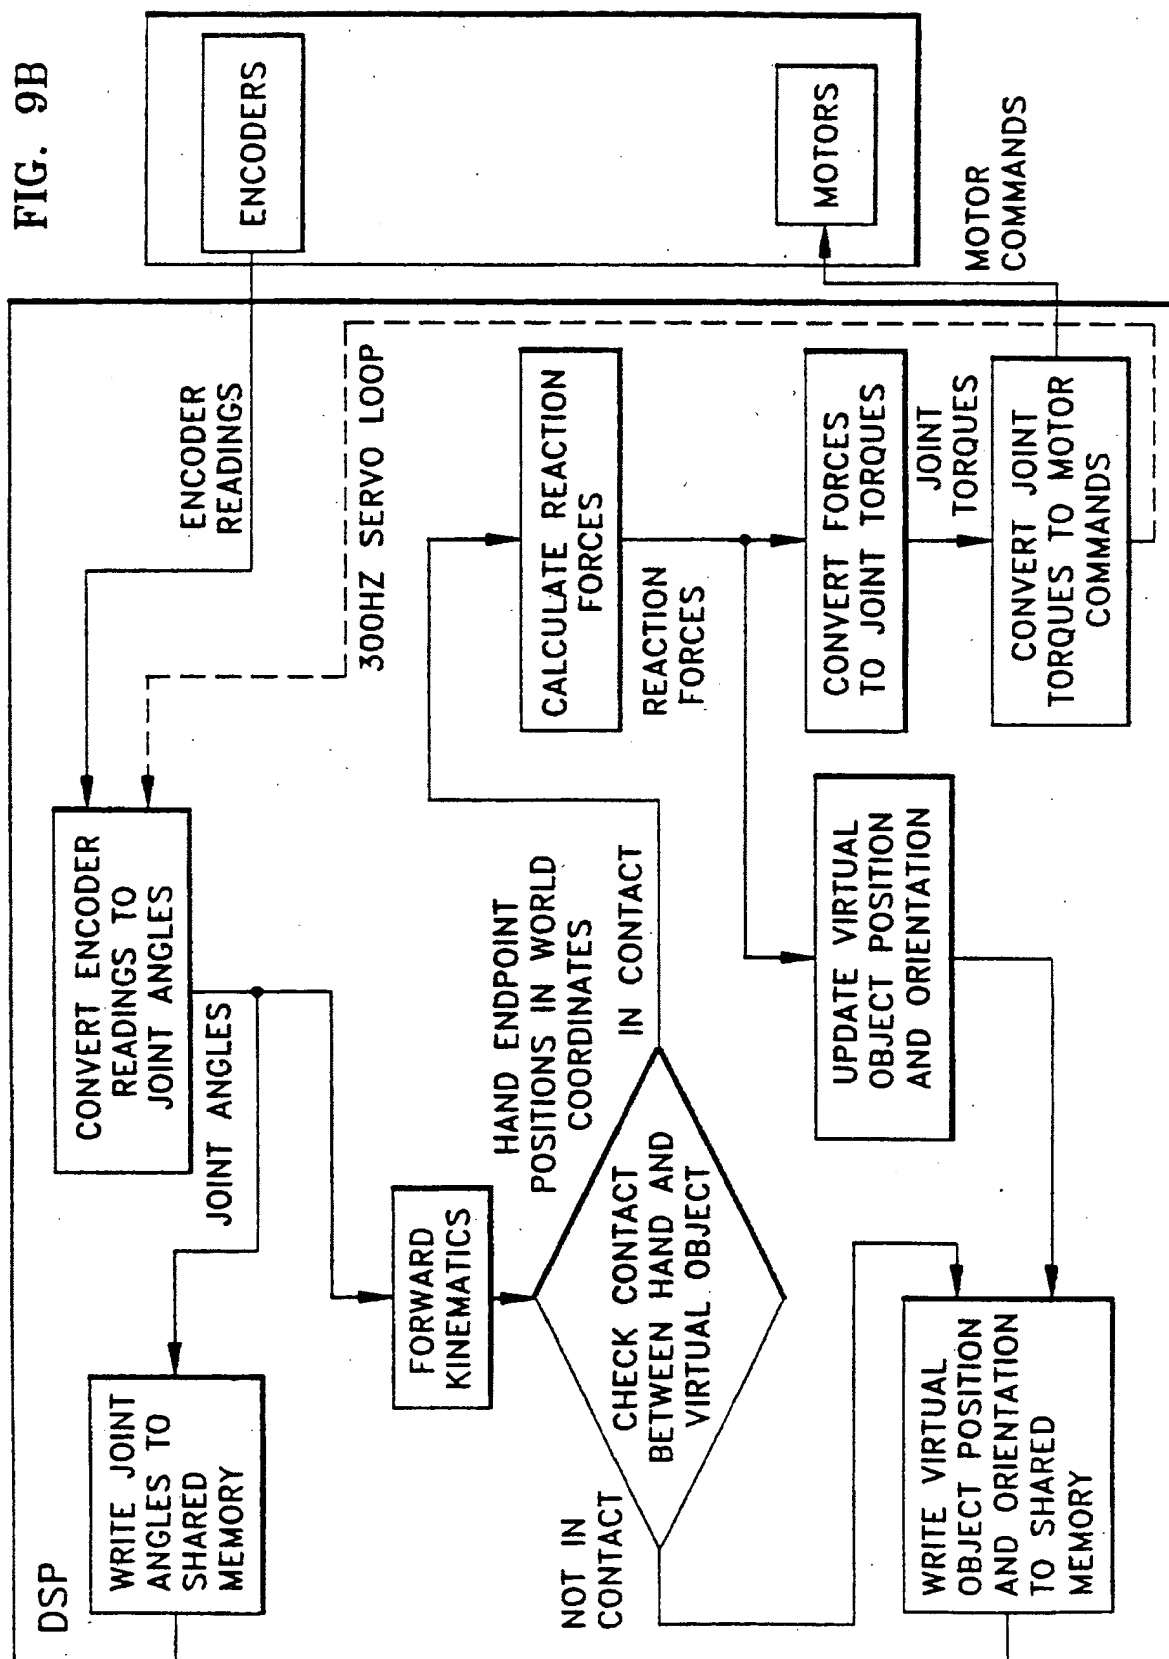 FIG. 9B
DSP
WRITE JOINT
ANGLES TO
SHARED
MEMORY
CONVERT ENCODER
READINGS TO
JOINT ANGLES
JOINT ANGLES
ENCODER
READINGS
ENCODERS
300HZ SERVO LOOP
FORWARD
KINEMATICS
HAND ENDPOINT
POSITIONS IN WORLD
COORDINATES
CHECK CONTACT
BETWEEN HAND AND
VIRTUAL OBJECT
NOT IN
CONTACT
IN CONTACT
CALCULATE REACTION
FORCES
REACTION
FORCES
CONVERT FORCES
TO JOINT TORQUES
JOINT
TORQUES
CONVERT JOINT
TORQUES TO MOTOR
COMMANDS
MOTORS
MOTOR
COMMANDS
UPDATE VIRTUAL
OBJECT POSITION
AND ORIENTATION
WRITE VIRTUAL
OBJECT POSITION
AND ORIENTATION
TO SHARED
MEMORY